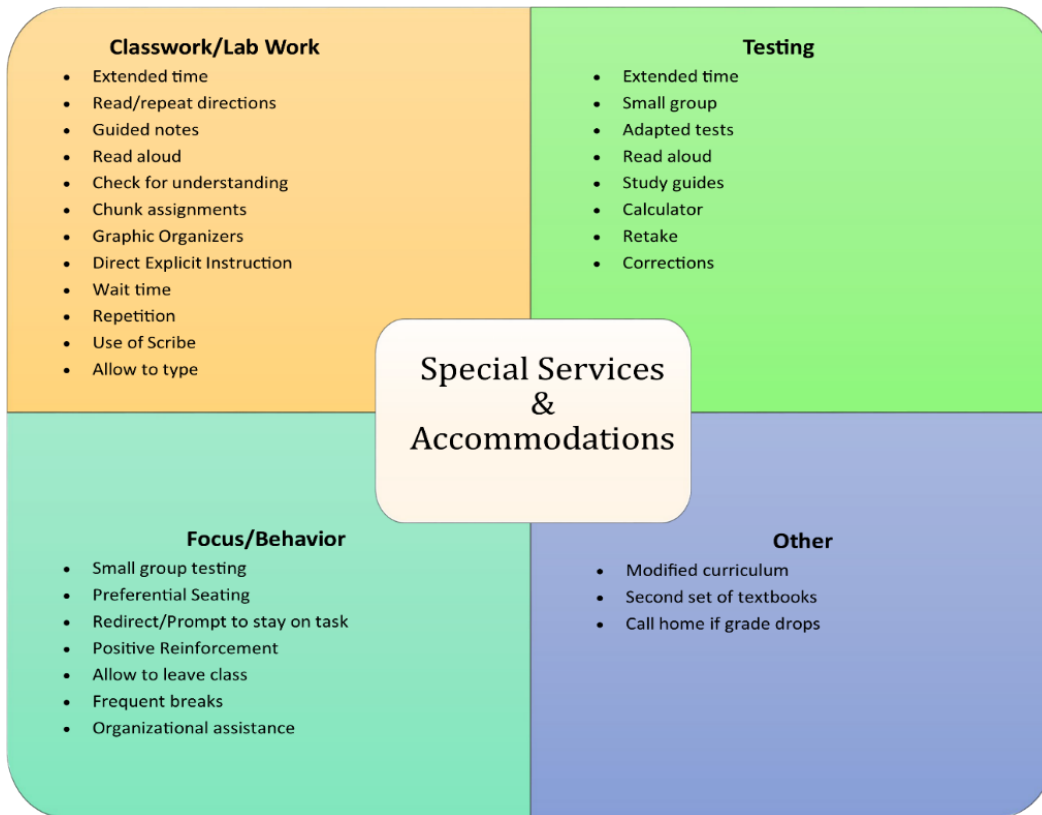 Classwork/Lab Work
• Extended time
• Read/repeat directions
• Guided notes
• Read aloud
• Check for understanding
• Chunk assignments
• Graphic Organizers
• Direct Explicit Instruction
• Wait time
• Repetition
• Use of Scribe
• Allow to type
Testing
• Extended time
• Small group
• Adapted tests
• Read aloud
• Study guides
• Calculator
• Retake
• Corrections
Special Services
&
Accommodations
Focus/Behavior
• Small group testing
• Preferential Seating
• Redirect/Prompt to stay on task
• Positive Reinforcement
• Allow to leave class
• Frequent breaks
• Organizational assistance
Other
• Modified curriculum
• Second set of textbooks
• Call home if grade drops